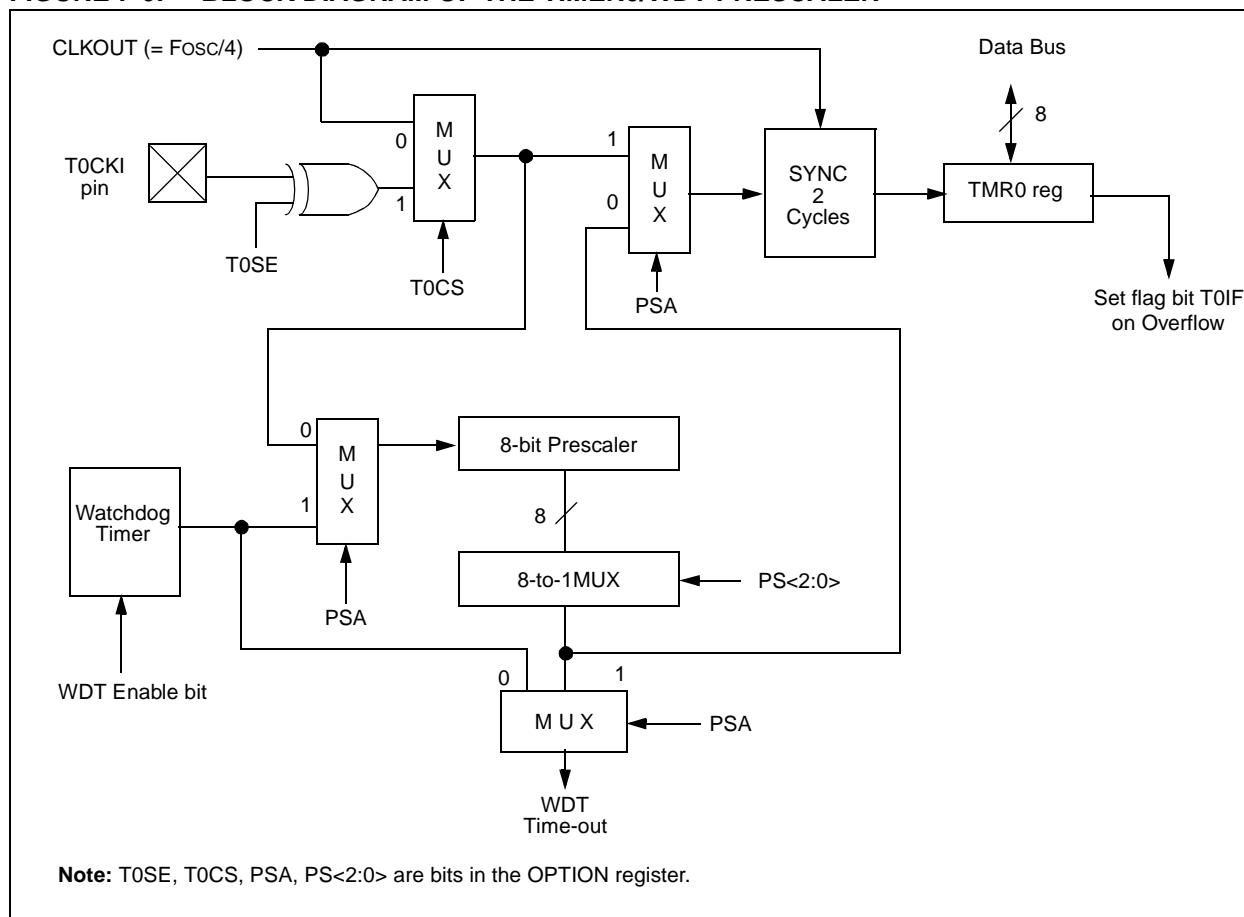 CLKOUT (= FOSC/4)
Data Bus
8
M
U
X
0
1
T0CKI
pin
T0SE
T0CS
1
0
M
U
X
PSA
SYNC
2
Cycles
TMR0 reg
Set flag bit T0IF
on Overflow
0
1
M
U
X
8-bit Prescaler
Watchdog
Timer
8
PSA
8-to-1MUX
PS<2:0>
WDT Enable bit
0
1
M U X
PSA
WDT
Time-out
Note: T0SE, T0CS, PSA, PS<2:0> are bits in the OPTION register.